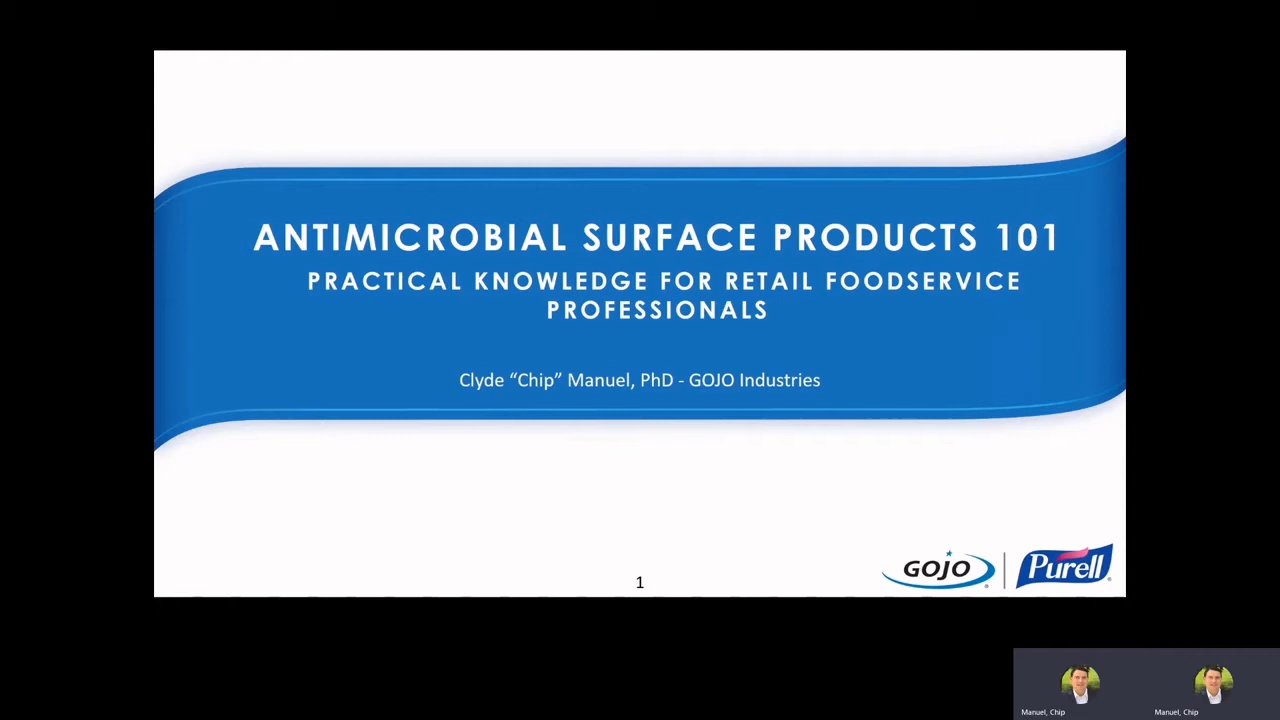 ANTIMICROBIAL SURFACE PRODUCTS 101
PRACTICAL KNOWLEDGE FOR RETAIL FOODSERVICE
PROFESSIONALS
Clyde “Chip” Manuel, PhD - GOJO Industries
1
GOJO
Purell
Manuel, Chip
Manuel, Chip